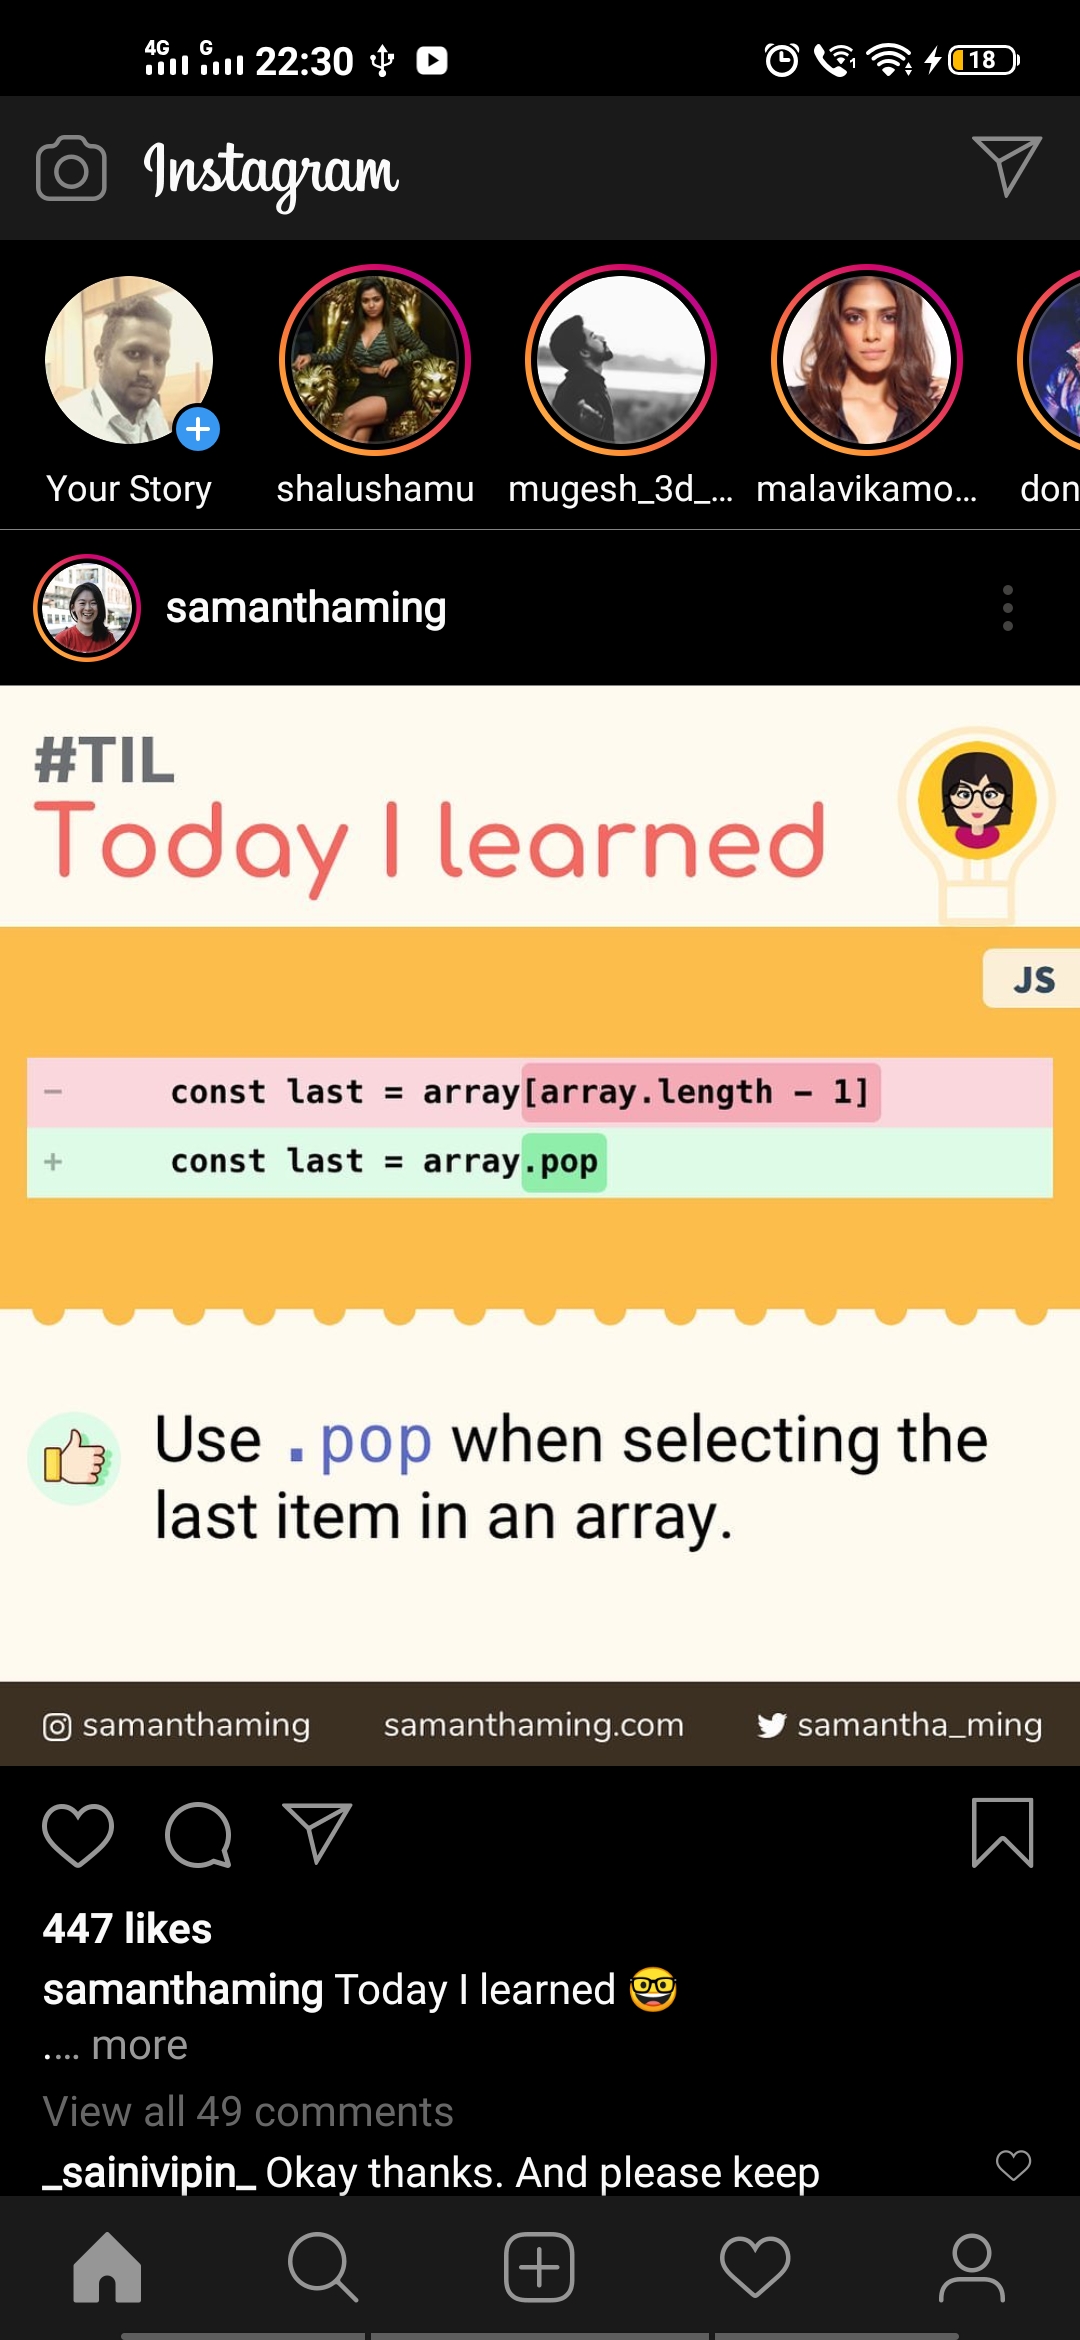 4G G 22:30 1 18
Instagram
Your Story shalushamu mugesh_3d_... malavikamo... don
samanthaming
#TIL
Today I learned
JS
− const last = array[array.length − 1]
+ const last = array.pop
Use .pop when selecting the
last item in an array.
samanthaming samanthaming.com samantha_ming
447 likes
samanthaming Today I learned 🤓
.... more
View all 49 comments
_sainivipin_ Okay thanks. And please keep